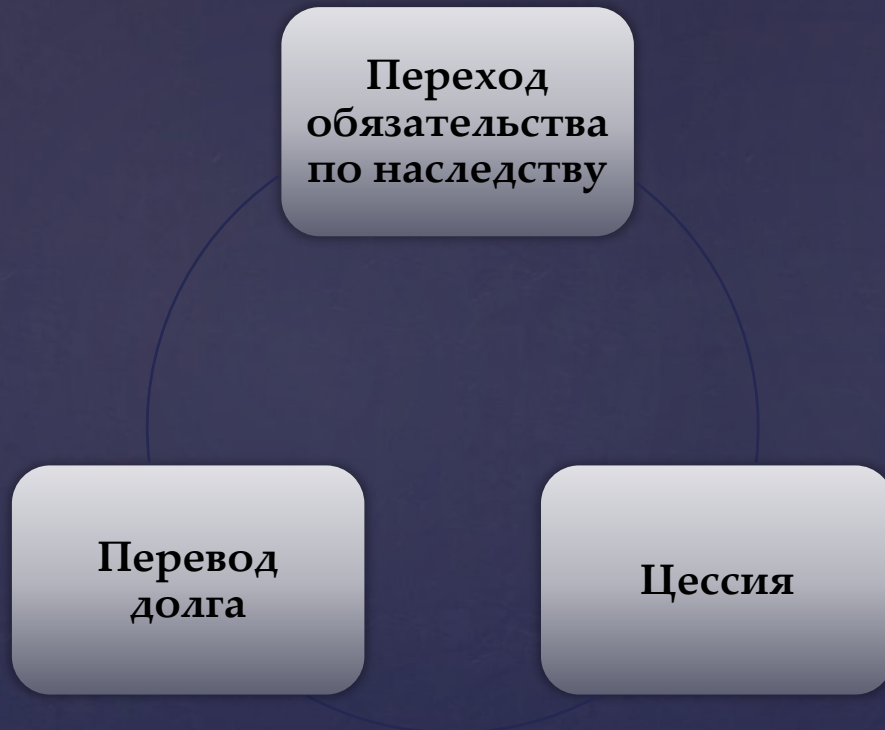 Переход
обязательства
по наследству
Перевод
долга
Цессия